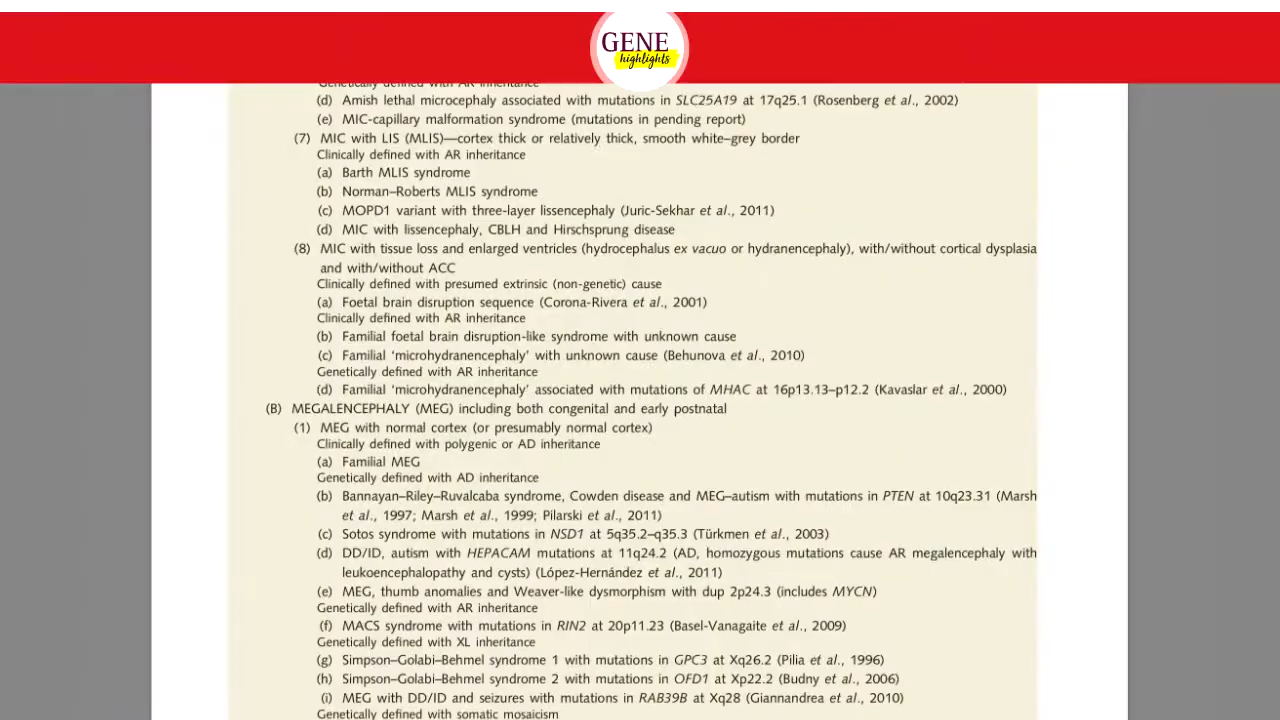 GENE
highlights
Genetically defined with AR inheritance
(d) Amish lethal microcephaly associated with mutations in SLC25A19 at 17q25.1 (Rosenberg et al., 2002)
(e) MIC-capillary malformation syndrome (mutations in pending report)
(7) MIC with LIS (MLIS)—cortex thick or relatively thick, smooth white–grey border
Clinically defined with AR inheritance
(a) Barth MLIS syndrome
(b) Norman–Roberts MLIS syndrome
(c) MOPD1 variant with three-layer lissencephaly (Juric-Sekhar et al., 2011)
(d) MIC with lissencephaly, CBLH and Hirschsprung disease
(8) MIC with tissue loss and enlarged ventricles (hydrocephalus ex vacuo or hydranencephaly), with/without cortical dysplasia
and with/without ACC
Clinically defined with presumed extrinsic (non-genetic) cause
(a) Foetal brain disruption sequence (Corona-Rivera et al., 2001)
Clinically defined with AR inheritance
(b) Familial foetal brain disruption-like syndrome with unknown cause
(c) Familial ‘microhydranencephaly’ with unknown cause (Behunova et al., 2010)
Genetically defined with AR inheritance
(d) Familial ‘microhydranencephaly’ associated with mutations of MHAC at 16p13.13–p12.2 (Kavaslar et al., 2000)
(B) MEGALENCEPHALY (MEG) including both congenital and early postnatal
(1) MEG with normal cortex (or presumably normal cortex)
Clinically defined with polygenic or AD inheritance
(a) Familial MEG
Genetically defined with AD inheritance
(b) Bannayan–Riley–Ruvalcaba syndrome, Cowden disease and MEG–autism with mutations in PTEN at 10q23.31 (Marsh
et al., 1997; Marsh et al., 1999; Pilarski et al., 2011)
(c) Sotos syndrome with mutations in NSD1 at 5q35.2–q35.3 (Türkmen et al., 2003)
(d) DD/ID, autism with HEPACAM mutations at 11q24.2 (AD, homozygous mutations cause AR megalencephaly with
leukoencephalopathy and cysts) (López-Hernández et al., 2011)
(e) MEG, thumb anomalies and Weaver-like dysmorphism with dup 2p24.3 (includes MYCN)
Genetically defined with AR inheritance
(f) MACS syndrome with mutations in RIN2 at 20p11.23 (Basel-Vanagaite et al., 2009)
Genetically defined with XL inheritance
(g) Simpson–Golabi–Behmel syndrome 1 with mutations in GPC3 at Xq26.2 (Pilia et al., 1996)
(h) Simpson–Golabi–Behmel syndrome 2 with mutations in OFD1 at Xp22.2 (Budny et al., 2006)
(i) MEG with DD/ID and seizures with mutations in RAB39B at Xq28 (Giannandrea et al., 2010)
Genetically defined with somatic mosaicism